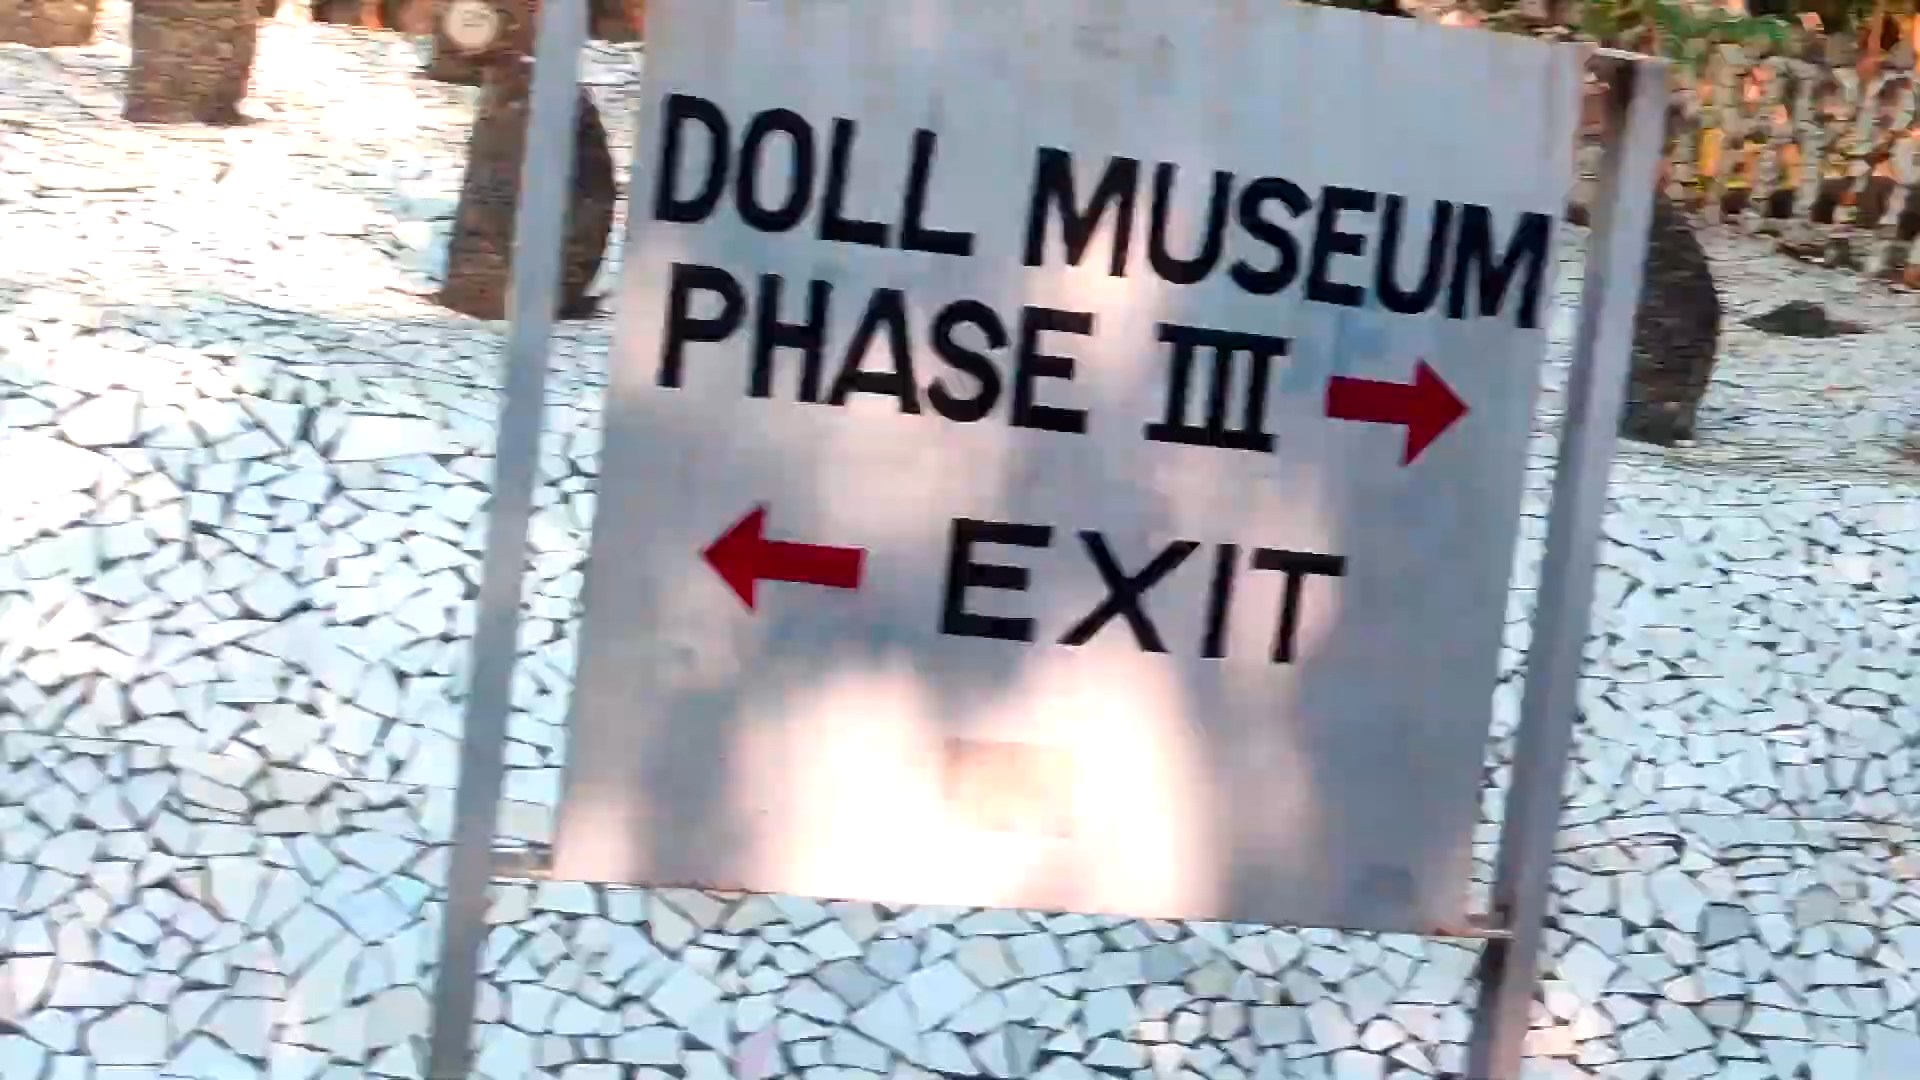 DOLL MUSEUM
PHASE III →
← EXIT